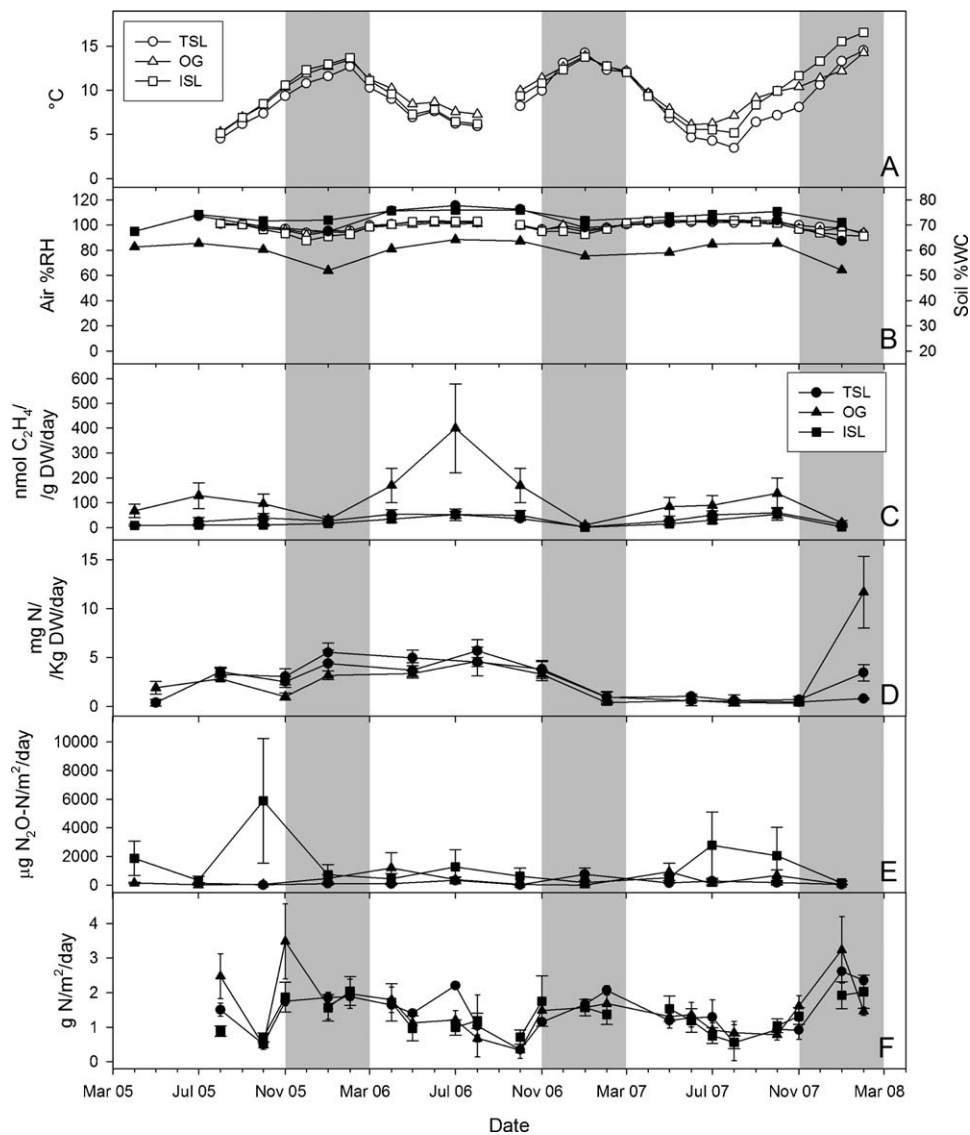 TSL
OG
ISL
°C
15
10
5
0
A
Air %RH
120
100
80
60
40
20
0
80
70
60
50
40
30
20
Soil %WC
B
nmol C₂H₄/
/g DW/day
600
500
400
300
200
100
0
TSL
OG
ISL
C
mg N/
/Kg DW/day
15
10
5
0
D
µg N₂O-N/m²/day
10000
8000
6000
4000
2000
0
E
g N/m²/day
4
3
2
1
0
F
Mar 05 Jul 05 Nov 05 Mar 06 Jul 06 Nov 06 Mar 07 Jul 07 Nov 07 Mar 08
Date